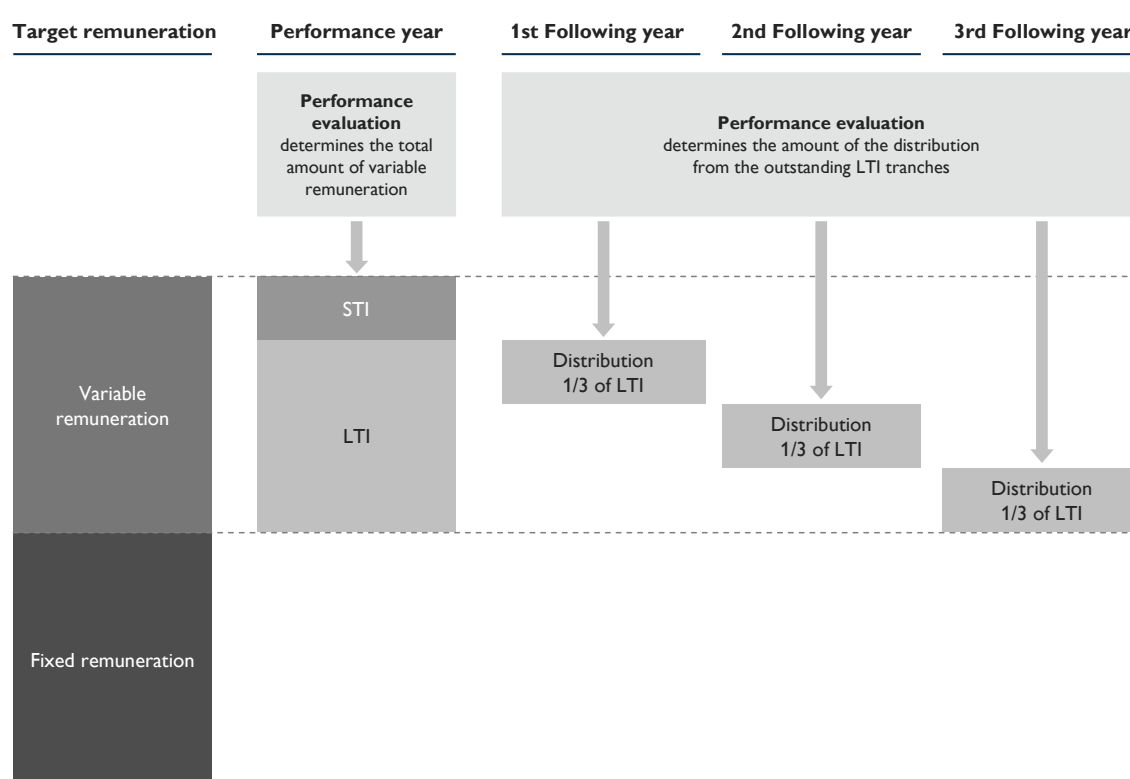 Target remuneration
Performance year
1st Following year
2nd Following year
3rd Following year
Performance
evaluation
determines the total
amount of variable
remuneration
Performance evaluation
determines the amount of the distribution
from the outstanding LTI tranches
STI
LTI
Variable
remuneration
Distribution
1/3 of LTI
Distribution
1/3 of LTI
Distribution
1/3 of LTI
Fixed remuneration